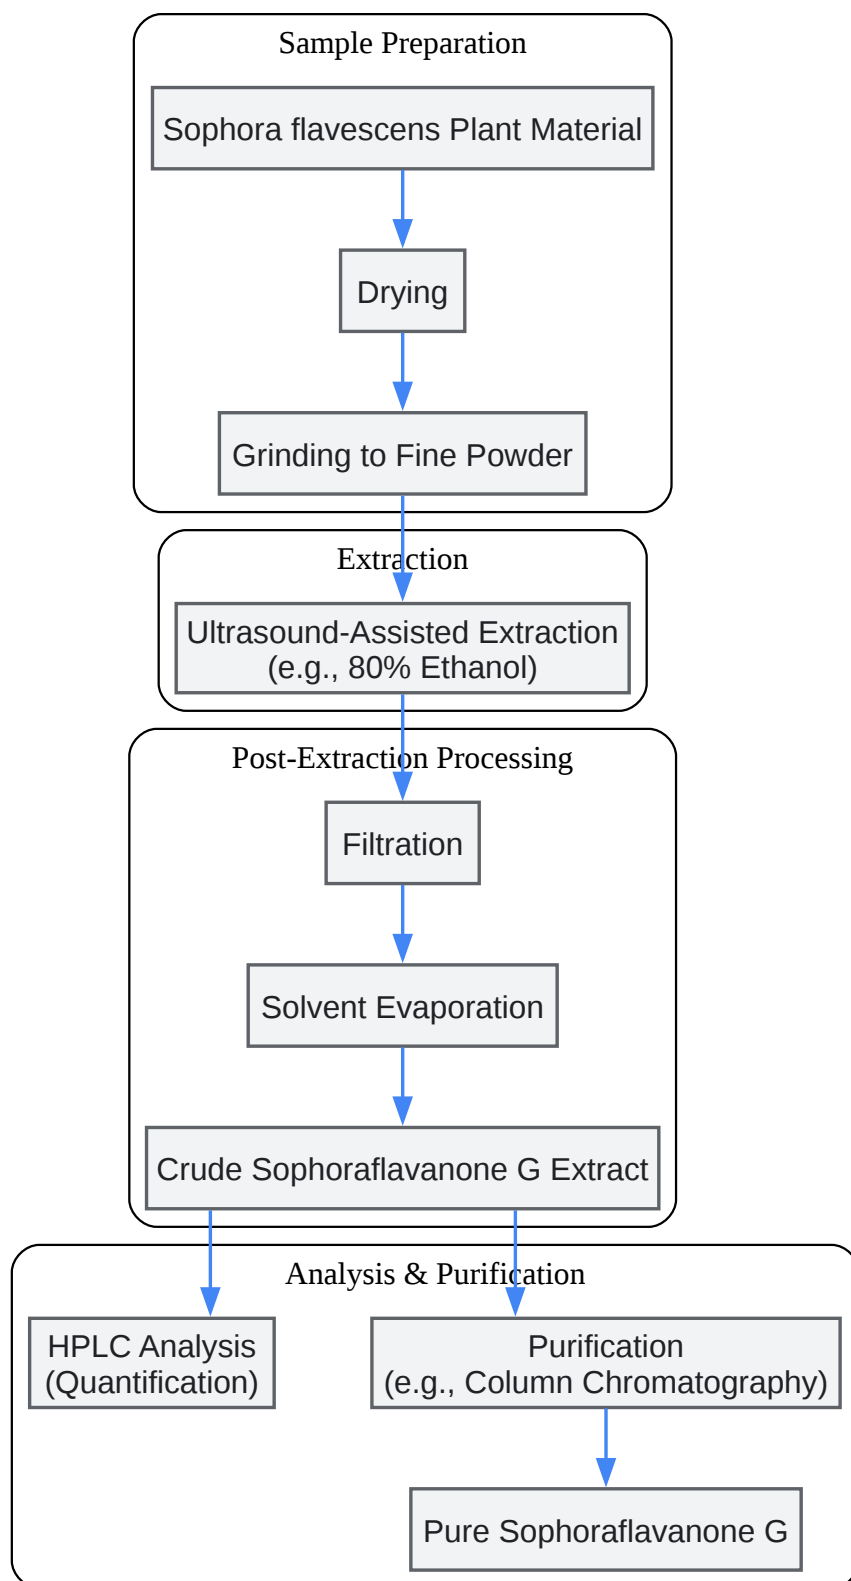 Sample Preparation
Sophora flavescens Plant Material
Drying
Grinding to Fine Powder
Extraction
Ultrasound-Assisted Extraction
(e.g., 80% Ethanol)
Post-Extraction Processing
Filtration
Solvent Evaporation
Crude Sophoraflavanone G Extract
Analysis & Purification
HPLC Analysis
(Quantification)
Purification
(e.g., Column Chromatography)
Pure Sophoraflavanone G